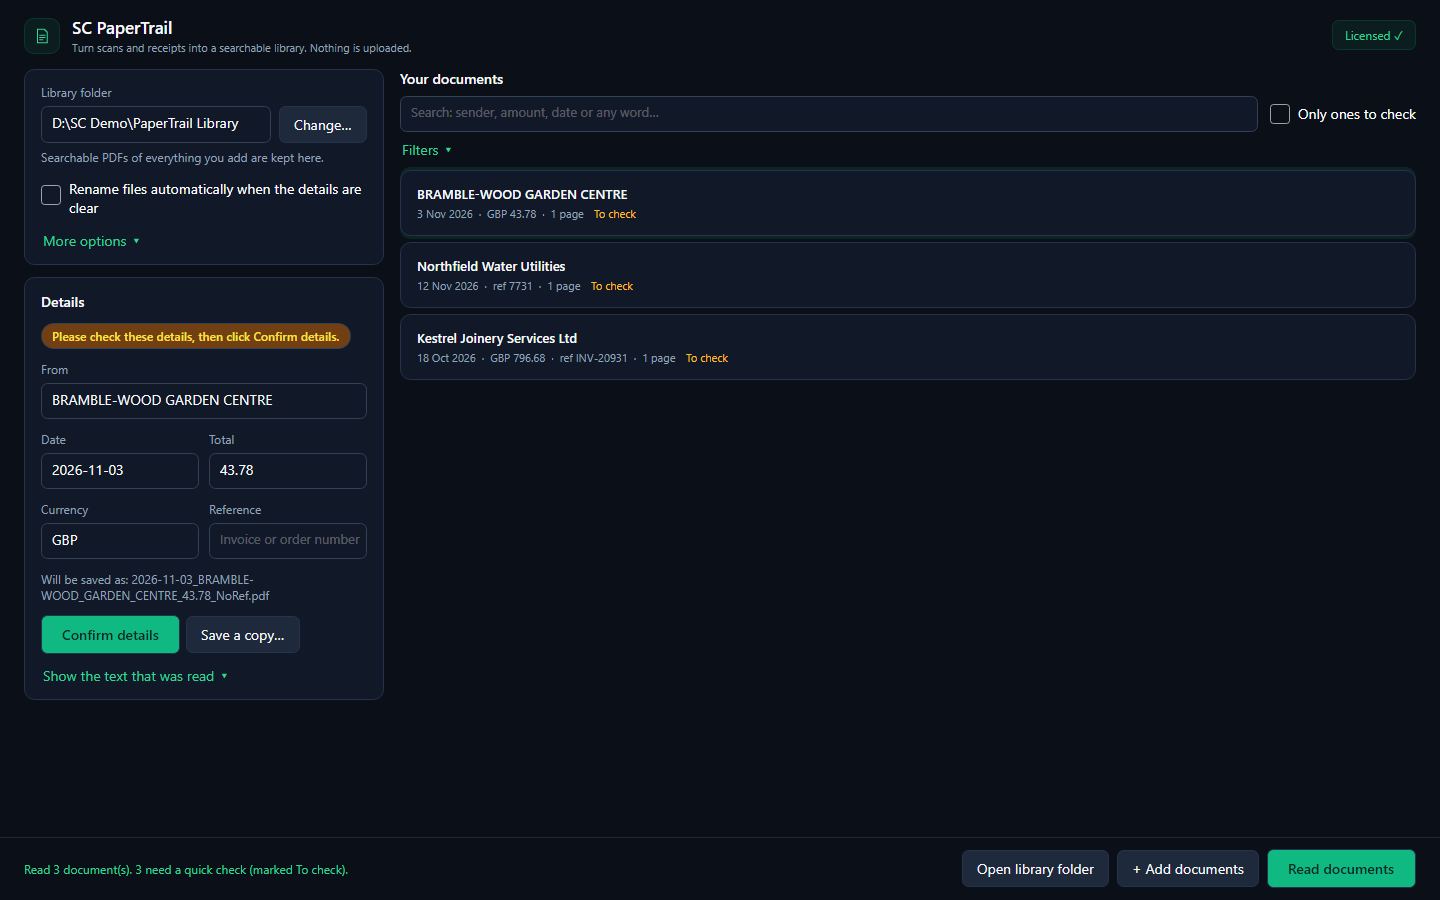 SC PaperTrail
Turn scans and receipts into a searchable library. Nothing is uploaded.
Licensed ✓
Library folder
D:\SC Demo\PaperTrail Library
Change...
Searchable PDFs of everything you add are kept here.
Rename files automatically when the details are
clear
More options ▼
Details
Please check these details, then click Confirm details.
From
BRAMBLE-WOOD GARDEN CENTRE
Date
Total
2026-11-03
43.78
Currency
Reference
GBP
Invoice or order number
Will be saved as: 2026-11-03_BRAMBLE-
WOOD_GARDEN_CENTRE_43.78_NoRef.pdf
Confirm details
Save a copy...
Show the text that was read ▼
Your documents
Search: sender, amount, date or any word...
Only ones to check
Filters ▼
BRAMBLE-WOOD GARDEN CENTRE
3 Nov 2026 · GBP 43.78 · 1 page To check
Northfield Water Utilities
12 Nov 2026 · ref 7731 · 1 page To check
Kestrel Joinery Services Ltd
18 Oct 2026 · GBP 796.68 · ref INV-20931 · 1 page To check
Read 3 document(s). 3 need a quick check (marked To check).
Open library folder
+ Add documents
Read documents